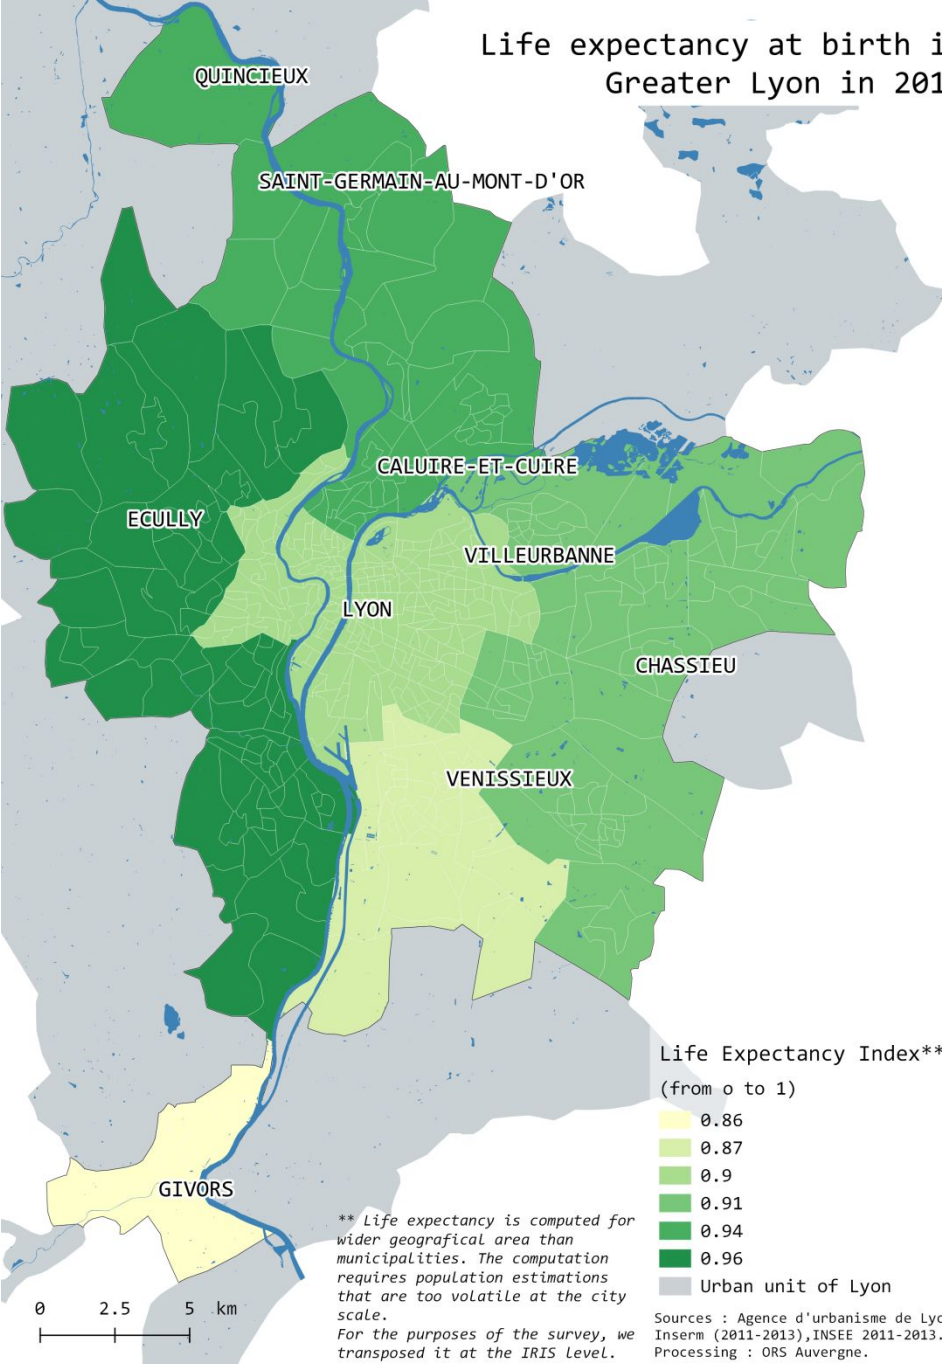 Life expectancy at birth i
Greater Lyon in 201
QUINCIEUX
SAINT-GERMAIN-AU-MONT-D'OR
CALUIRE-ET-CUIRE
ECULLY
VILLEURBANNE
LYON
CHASSIEU
VENISSIEUX
GIVORS
Life Expectancy Index**
(from o to 1)
0.86
0.87
0.9
0.91
0.94
0.96
Urban unit of Lyon
** Life expectancy is computed for
wider geografical area than
municipalities. The computation
requires population estimations
that are too volatile at the city
scale.
For the purposes of the survey, we
transposed it at the IRIS level.
0 2.5 5 km
Sources : Agence d'urbanisme de Lyo
Inserm (2011-2013),INSEE 2011-2013.
Processing : ORS Auvergne.